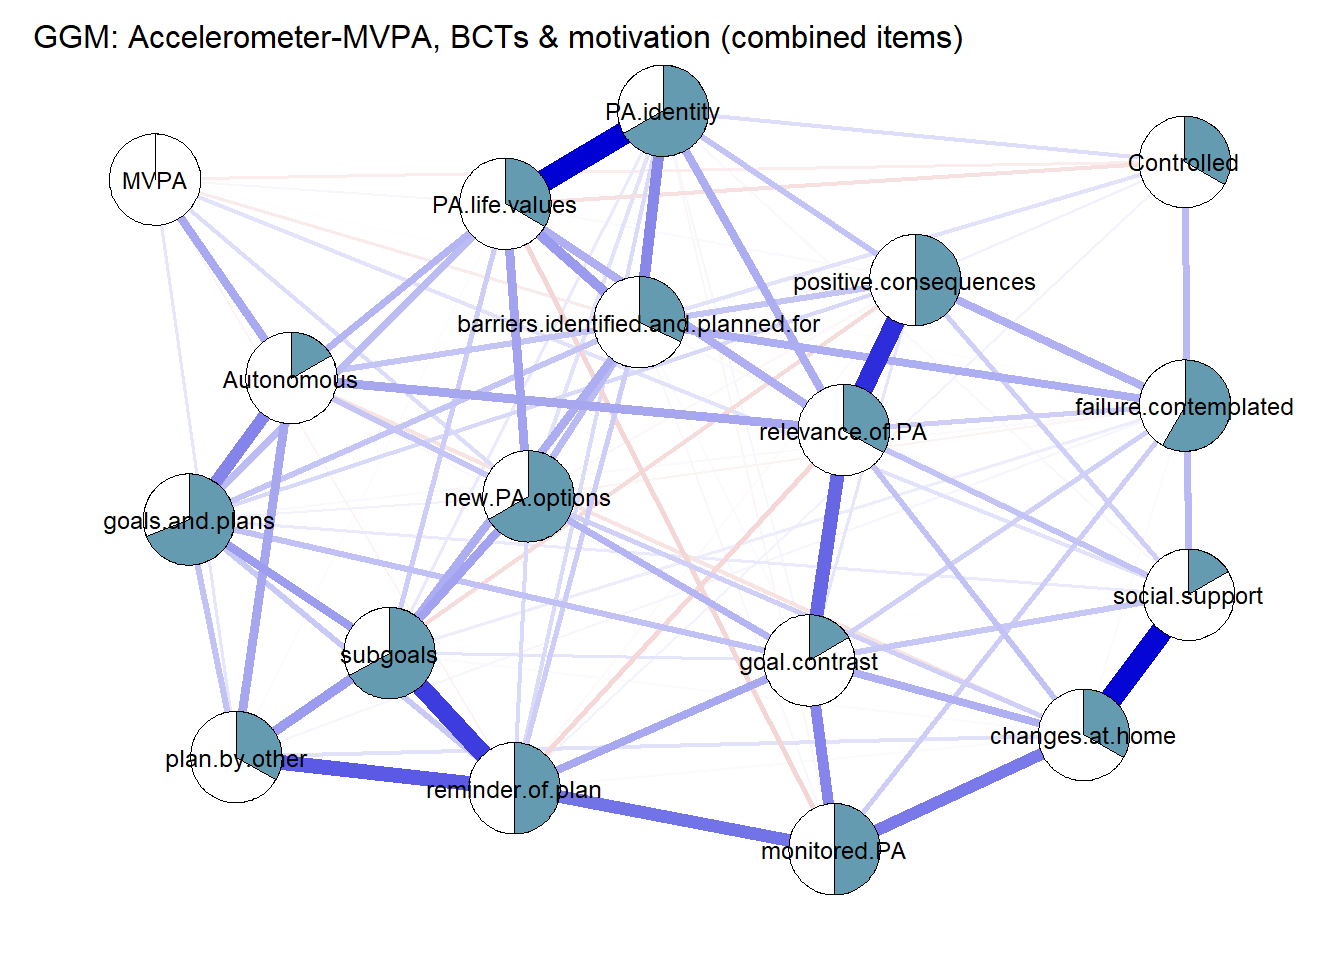 GGM: Accelerometer-MVPA, BCTs & motivation (combined items)
PA.identity
Controlled
MVPA
PA.life.values
positive.consequences
barriers.identified.and.planned.for
Autonomous
failure.contemplated
relevance.of.PA
new.PA.options
goals.and.plans
social.support
subgoals
goal.contrast
changes.at.home
plan.by.other
reminder.of.plan
monitored.PA